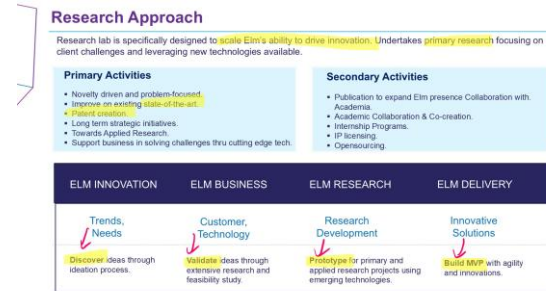 Research Approach
Research lab is specifically designed to scale Elm's ability to drive innovation. Undertakes primary research focusing on
client challenges and leveraging new technologies available.
Primary Activities
▪ Novelty driven and problem-focused.
▪ Improve on existing state-of-the-art.
▪ Patent creation.
▪ Long term strategic initiatives.
▪ Towards Applied Research.
▪ Support business in solving challenges thru cutting edge tech.
Secondary Activities
▪ Publication to expand Elm presence Collaboration with.
Academia.
▪ Academic Collaboration & Co-creation.
▪ Internship Programs.
▪ IP licensing.
▪ Opensourcing.
ELM INNOVATION ELM BUSINESS ELM RESEARCH ELM DELIVERY
Trends,
Needs
Customer,
Technology
Research
Development
Innovative
Solutions
Discover ideas through
ideation process.
Validate ideas through
extensive research and
feasibility study.
Prototype for primary and
applied research projects using
emerging technologies.
Build MVP with agility
and innovations.